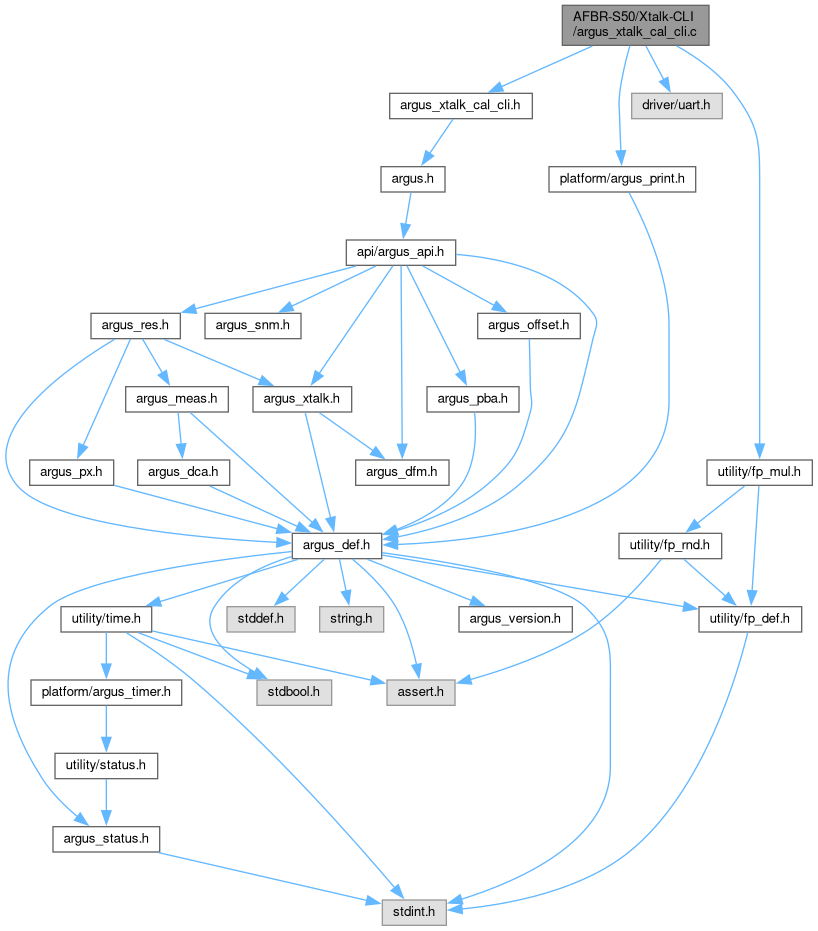 AFBR-S50/Xtalk-CLI
/argus_xtalk_cal_cli.c
argus_xtalk_cal_cli.h
driver/uart.h
argus.h
platform/argus_print.h
api/argus_api.h
argus_res.h
argus_snm.h
argus_offset.h
argus_meas.h
argus_xtalk.h
argus_pba.h
argus_px.h
argus_dca.h
argus_dfm.h
utility/fp_mul.h
argus_def.h
utility/fp_rnd.h
utility/time.h
stddef.h
string.h
argus_version.h
utility/fp_def.h
platform/argus_timer.h
stdbool.h
assert.h
utility/status.h
argus_status.h
stdint.h